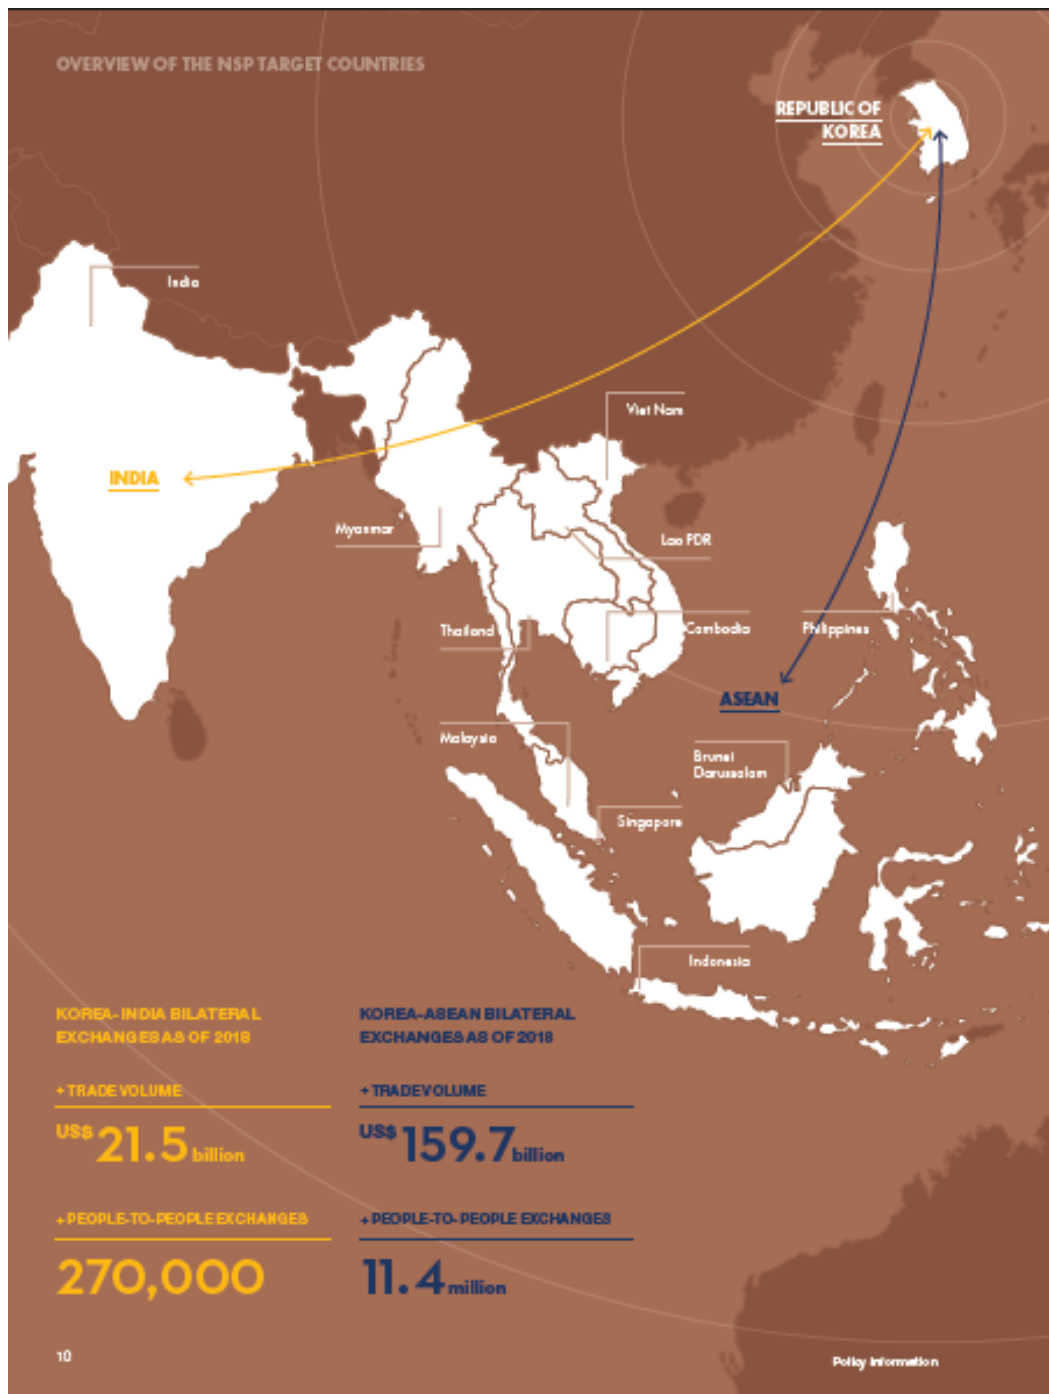 OVERVIEW OF THE NSP TARGET COUNTRIES
REPUBLIC OF
KOREA
India
Viet Nam
INDIA
Myanmar
Lao PDR
Thailand
Cambodia
Philippines
ASEAN
Malaysia
Brunei
Darussalam
Singapore
Indonesia
KOREA-INDIA BILATERAL
EXCHANGES AS OF 2018
+ TRADE VOLUME
US$ 21.5 billion
+ PEOPLE-TO-PEOPLE EXCHANGES
270,000
KOREA-ASEAN BILATERAL
EXCHANGES AS OF 2018
+ TRADE VOLUME
US$ 159.7 billion
+ PEOPLE-TO-PEOPLE EXCHANGES
11.4 million
10
Policy Information